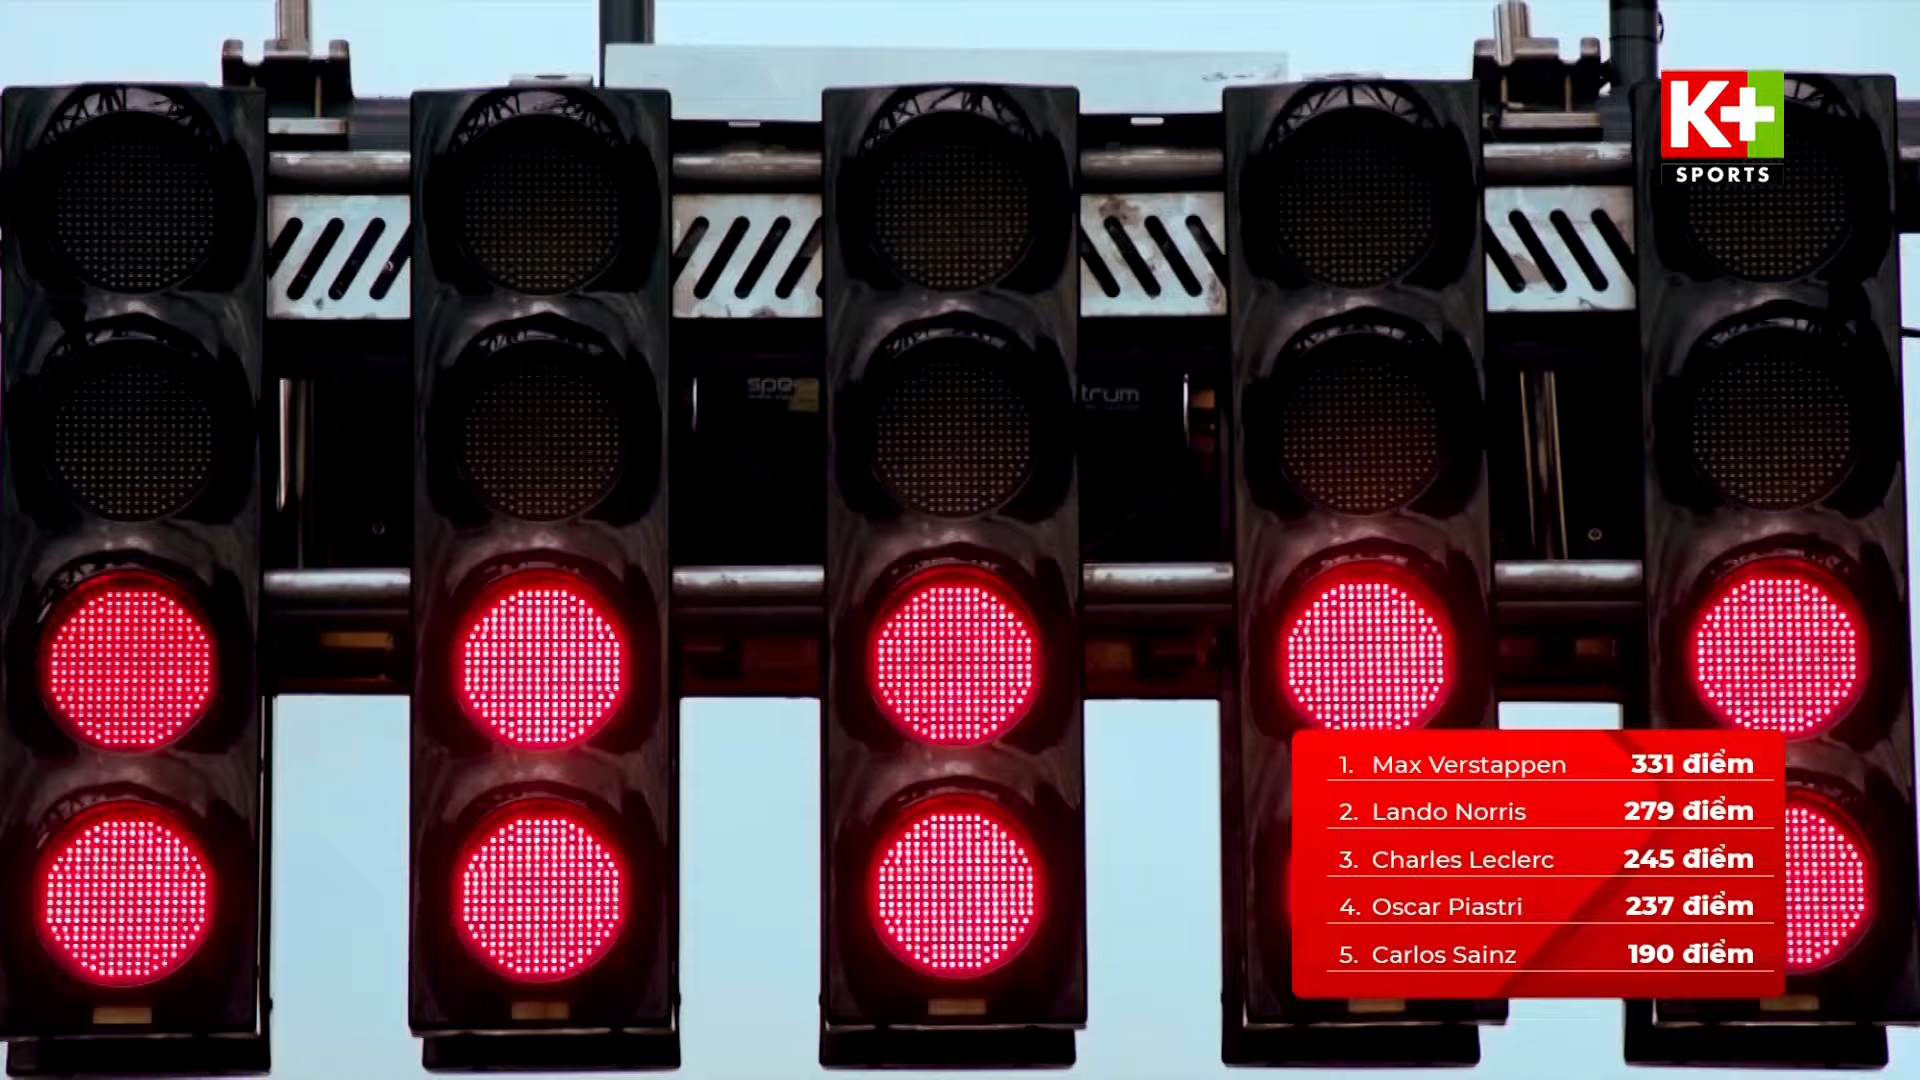 K+
SPORTS
trum
1. Max Verstappen 331 điểm
2. Lando Norris 279 điểm
3. Charles Leclerc 245 điểm
4. Oscar Piastri 237 điểm
5. Carlos Sainz 190 điểm